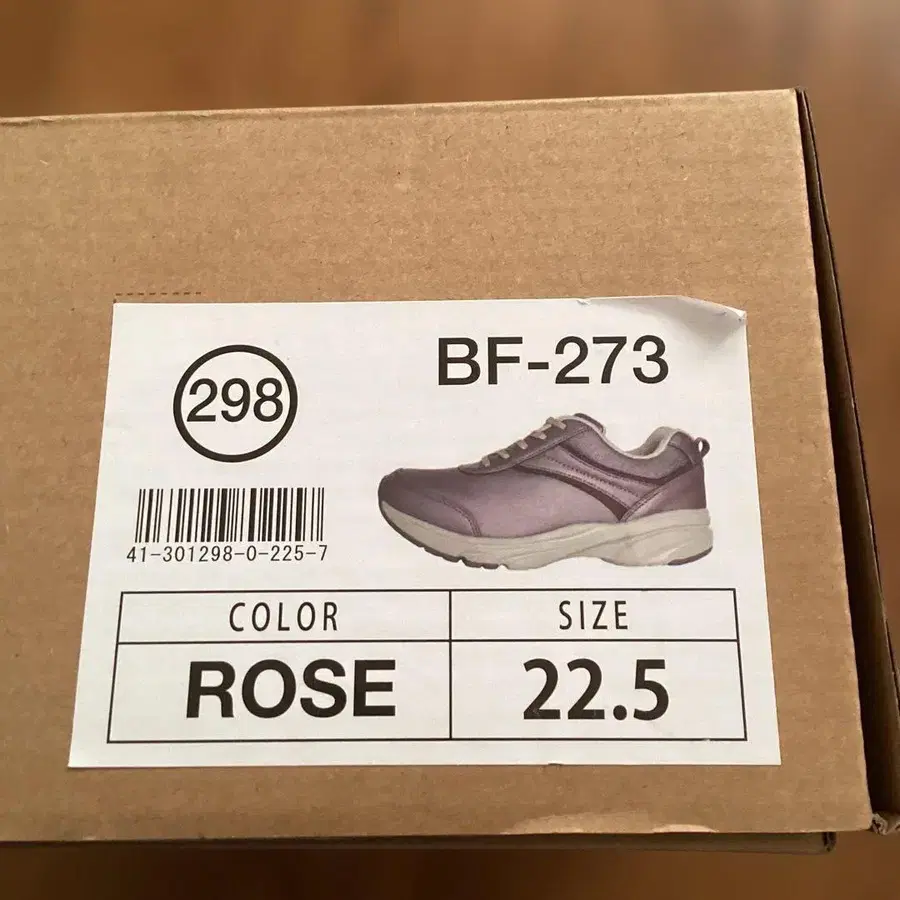 298
BF-273
41-301298-0-225-7
COLOR SIZE
ROSE 22.5